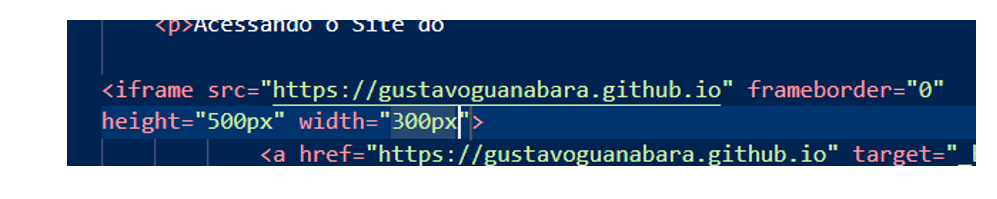 <p>Acessando o Site do
<iframe src="https://gustavoguanabara.github.io" frameborder="0"
height="500px" width="300px">
<a href="https://gustavoguanabara.github.io" target="_